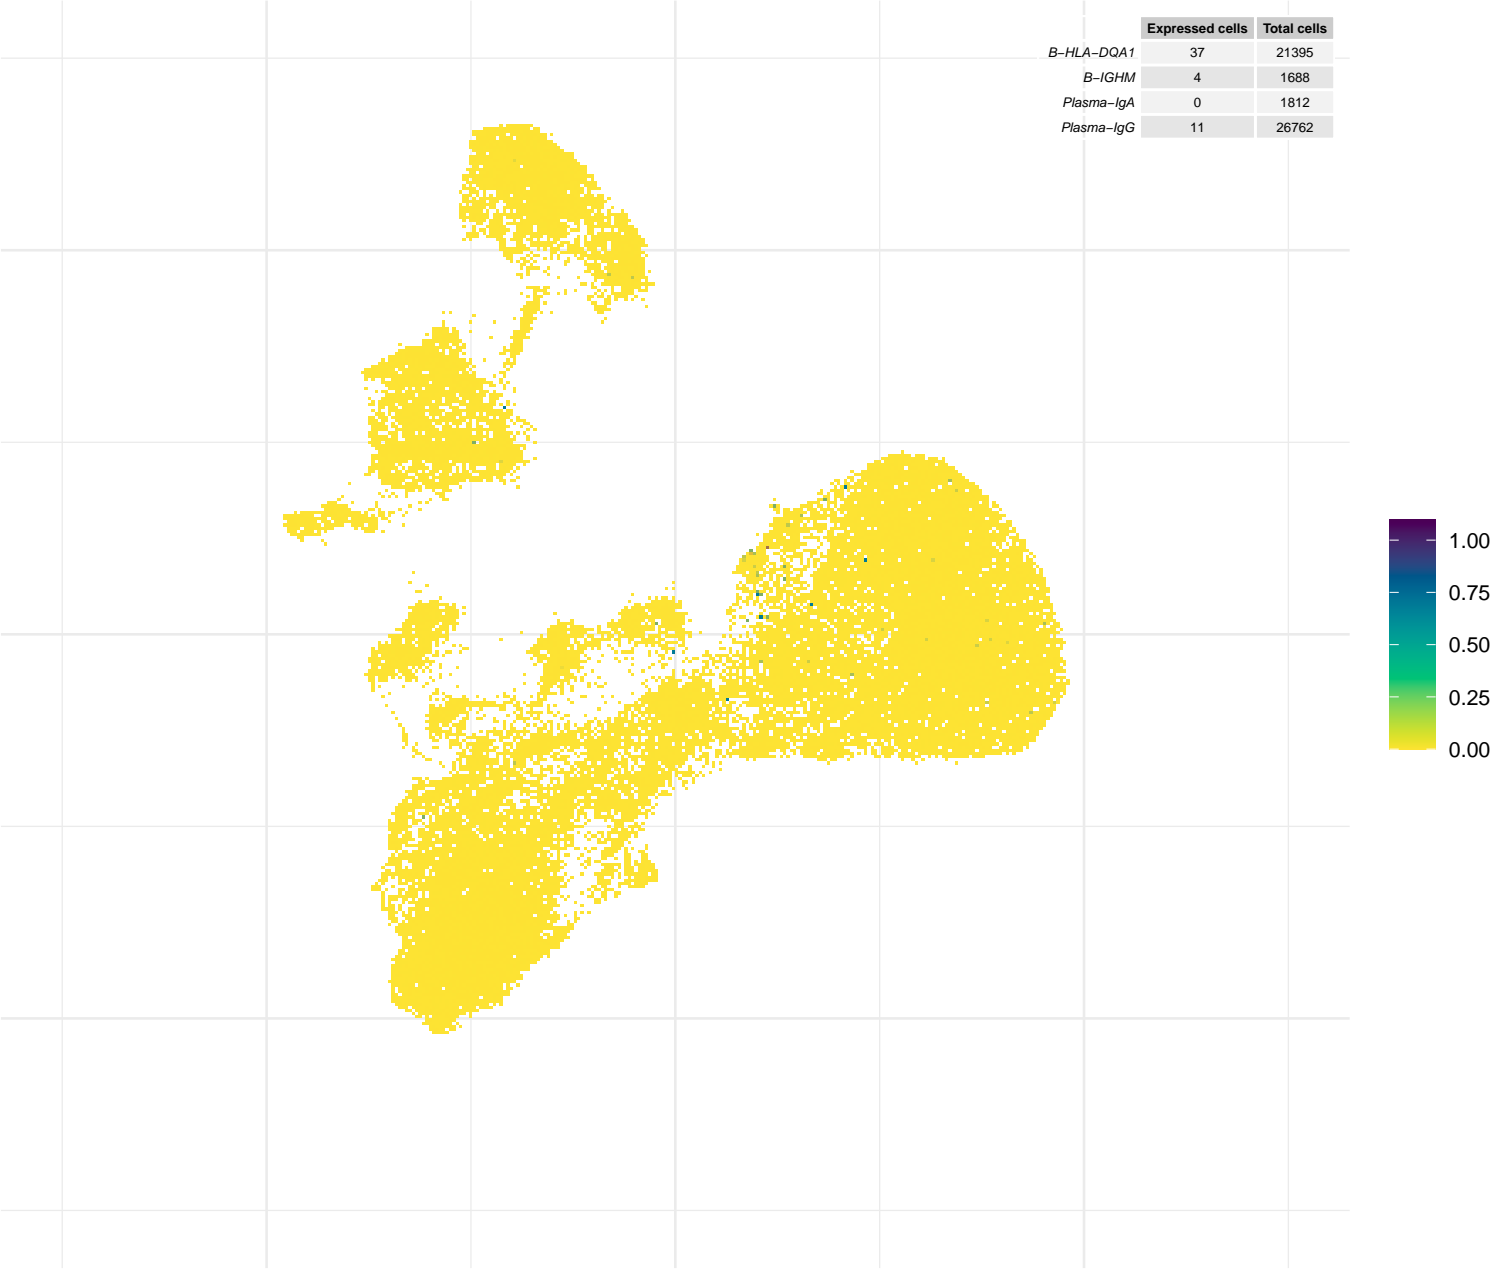 Expressed cells Total cells
B−HLA−DQA1 37 21395
B−IGHM 4 1688
Plasma−IgA 0 1812
Plasma−IgG 11 26762
1.00
0.75
0.50
0.25
0.00